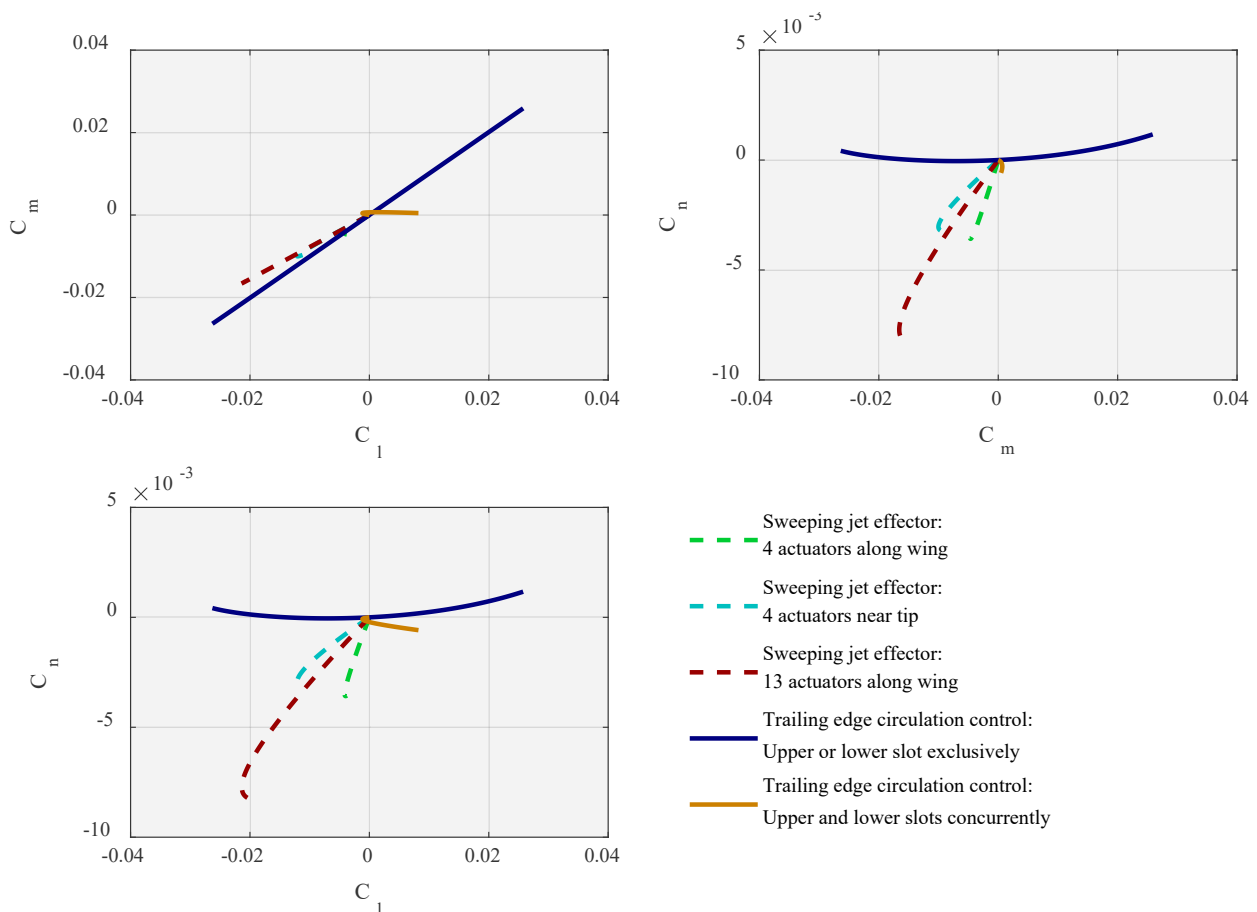 0.04
0.02
0
-0.02
-0.04
C m
-0.04 -0.02 0 0.02 0.04
C l
5 × 10 -3
0
-5
-10
C n
-0.04 -0.02 0 0.02 0.04
C m
5 × 10 -3
0
-5
-10
C n
-0.04 -0.02 0 0.02 0.04
C l
Sweeping jet effector:
4 actuators along wing
Sweeping jet effector:
4 actuators near tip
Sweeping jet effector:
13 actuators along wing
Trailing edge circulation control:
Upper or lower slot exclusively
Trailing edge circulation control:
Upper and lower slots concurrently